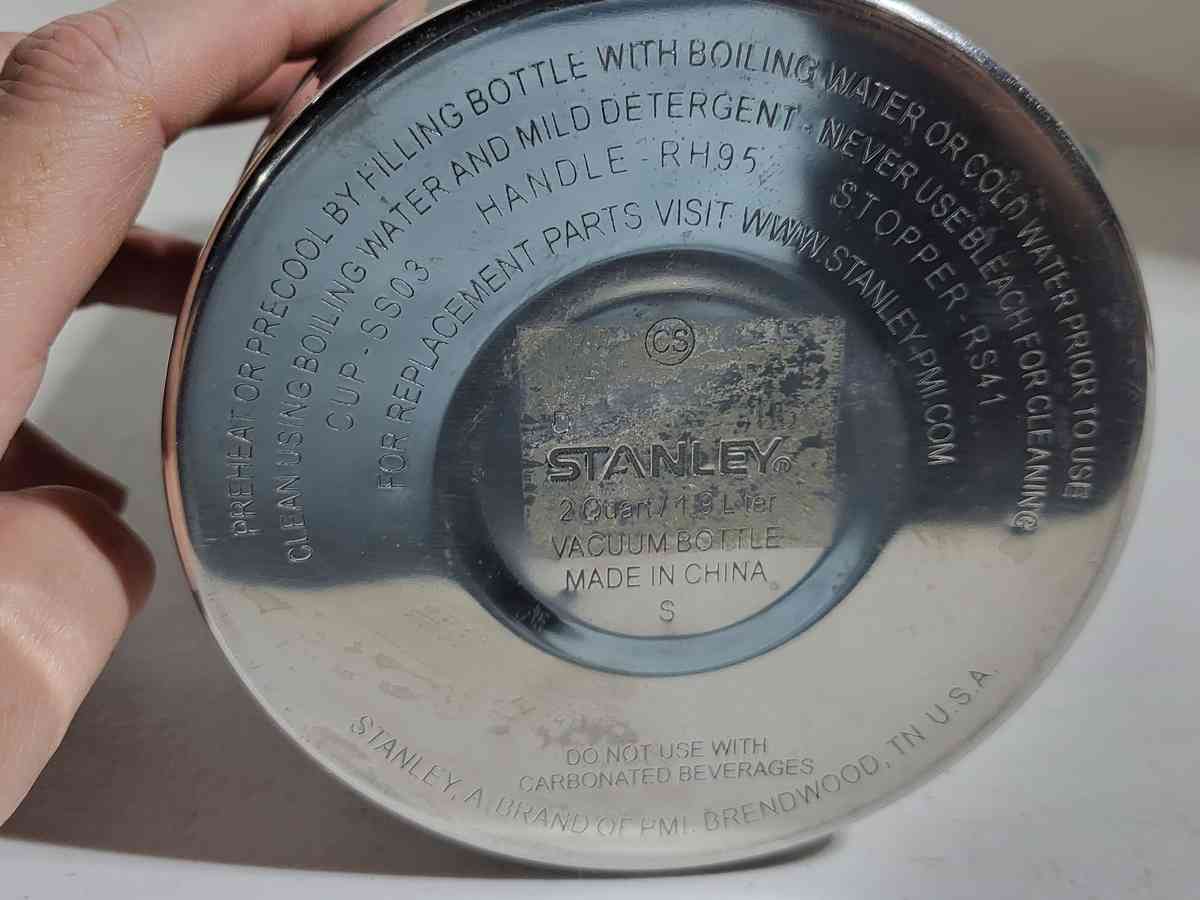 PREHEAT OR PRECOOL BY FILLING BOTTLE WITH BOILING WATER OR COLD WATER PRIOR TO USE
CLEAN USING BOILING WATER AND MILD DETERGENT - NEVER USE BLEACH FOR CLEANING
CUP - SS03 HANDLE - RH95 STOPPER - RS41
FOR REPLACEMENT PARTS VISIT WWW.STANLEY-PMI.COM
CS
STANLEY®
2 Quart / 1.9 Liter
VACUUM BOTTLE
MADE IN CHINA
S
DO NOT USE WITH
CARBONATED BEVERAGES
STANLEY, A BRAND OF PMI. BRENDWOOD, TN U.S.A.